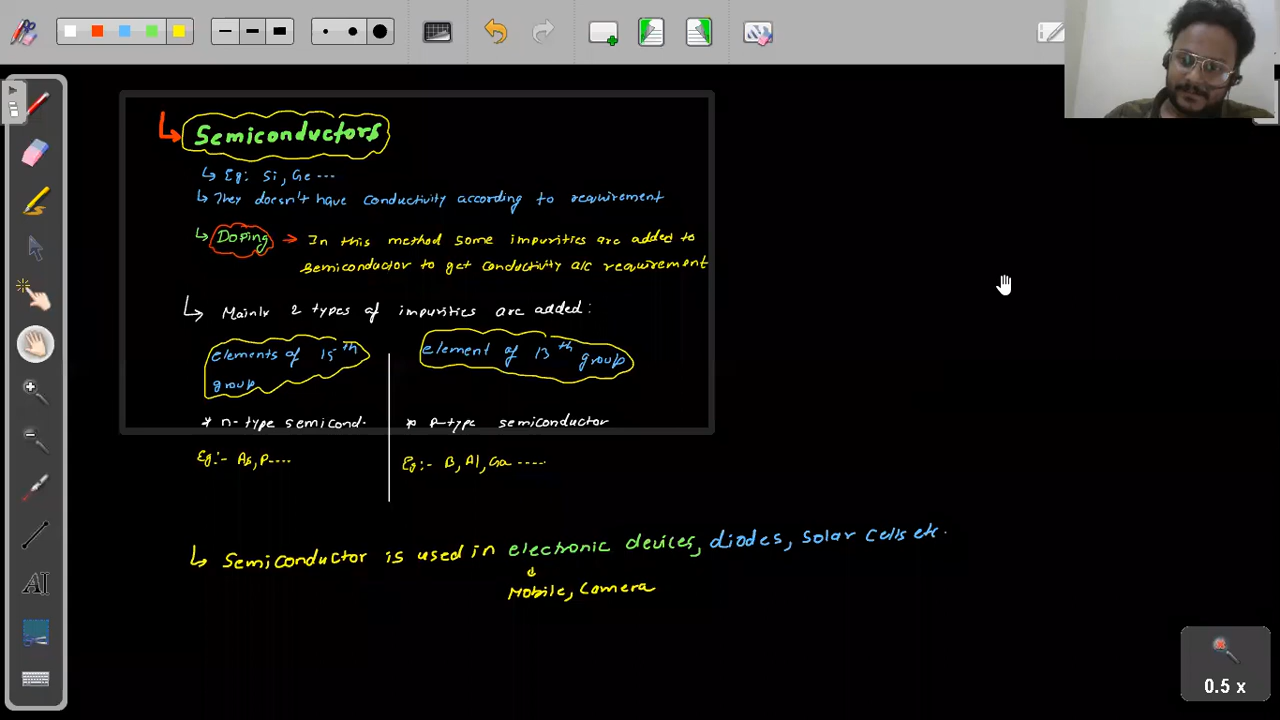 Semiconductors
Eg: Si, Ge ...
They doesn't have conductivity according to requirement
Doping → In this method some impurities are added to
semiconductor to get conductivity a/c requirement
Mainly 2 types of impurities are added:
elements of 15th
group
element of 13th
group
* n-type semicond.
* P-type semiconductor
Eg:- As, P....
Eg:- B, Al, Ga .....
Semiconductor is used in electronic devices, diodes, solar cells etc.
Mobile, Camera
AI
0.5 x